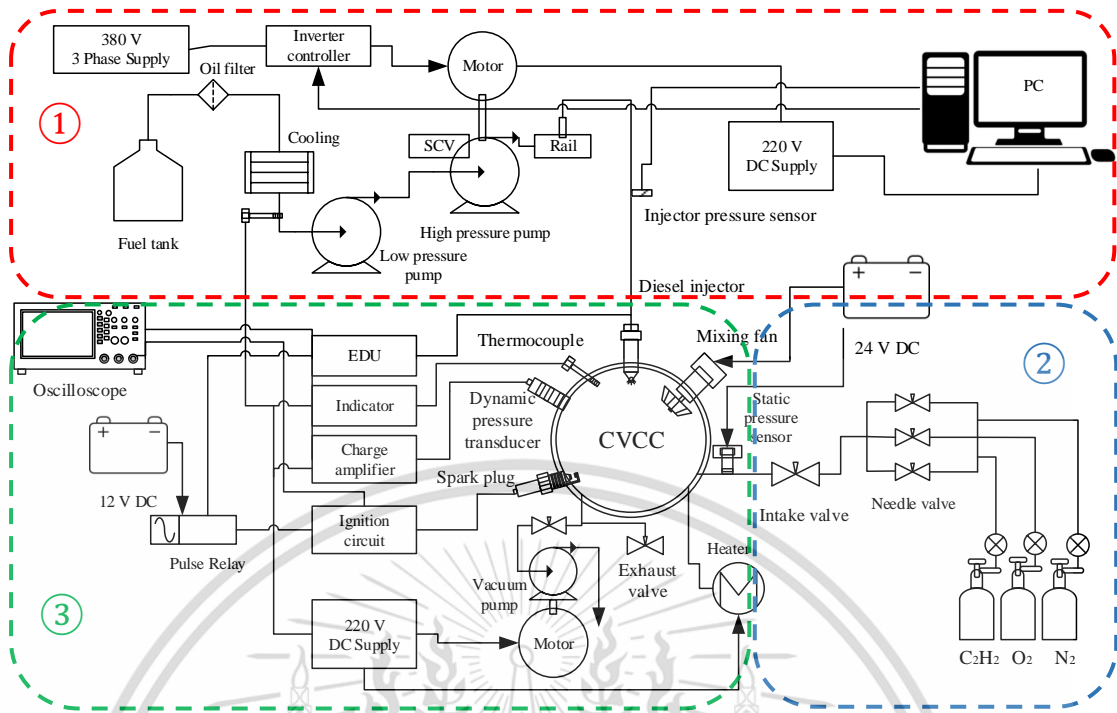 380 V
3 Phase Supply
Inverter
controller
Motor
PC
Oil filter
1
Cooling
SCV
Rail
220 V
DC Supply
Fuel tank
High pressure pump
Low pressure
pump
Injector pressure sensor
Diesel injector
+ −
24 V DC
2
Oscilloscope
EDU
Thermocouple
Mixing fan
Indicator
Dynamic
pressure
transducer
CVCC
Static
pressure
sensor
+ −
12 V DC
Charge
amplifier
Spark plug
Needle valve
Intake valve
Pulse Relay
Ignition
circuit
Vacuum
pump
Exhaust
valve
Heater
3
220 V
DC Supply
Motor
C2H2
O2
N2